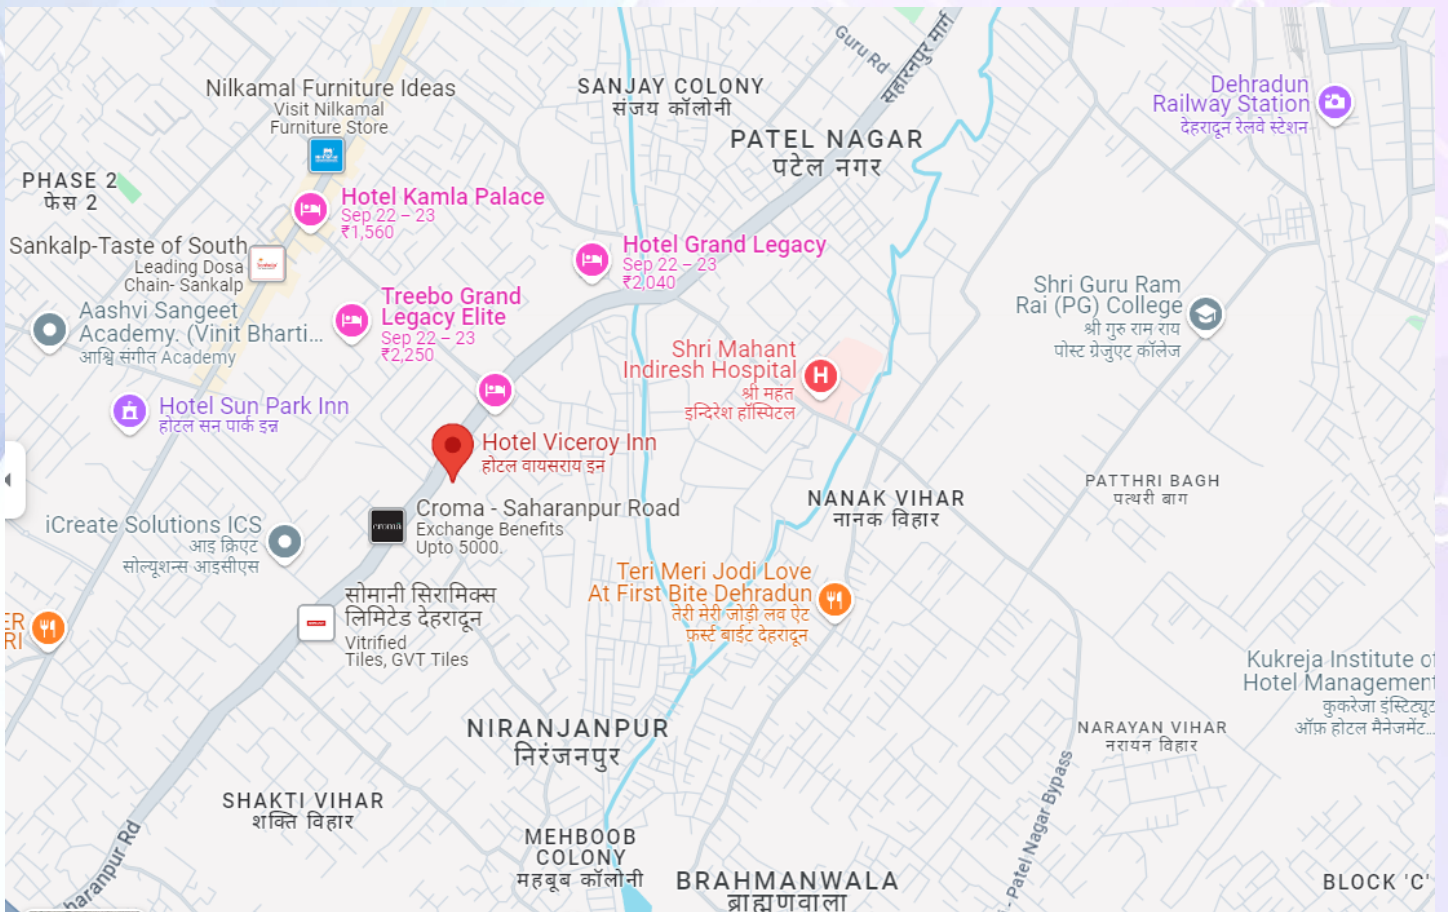 Guru Rd
सहारनपुर मार्ग
Nilkamal Furniture Ideas
Visit Nilkamal
Furniture Store
SANJAY COLONY
संजय कॉलोनी
PATEL NAGAR
पटेल नगर
Dehradun
Railway Station
देहरादून रेलवे स्टेशन
PHASE 2
फेस 2
Hotel Kamla Palace
Sep 22 – 23
₹1,560
Sankalp-Taste of South
Leading Dosa
Chain- Sankalp
Hotel Grand Legacy
Sep 22 – 23
₹2,040
Treebo Grand
Legacy Elite
Sep 22 – 23
₹2,250
Aashvi Sangeet
Academy. (Vinit Bharti...
आश्वि संगीत Academy
Shri Guru Ram
Rai (PG) College
श्री गुरु राम राय
पोस्ट ग्रेजुएट कॉलेज
Shri Mahant
Indiresh Hospital
श्री महंत
इन्दिरेश हॉस्पिटल
H
Hotel Sun Park Inn
होटल सन पार्क इन्न
Hotel Viceroy Inn
होटल वायसराय इन
Croma - Saharanpur Road
Exchange Benefits
Upto 5000.
croma
NANAK VIHAR
नानक विहार
PATTHRI BAGH
पत्थरी बाग
iCreate Solutions ICS
आइ क्रिएट
सोल्यूशन्स आइसीएस
Teri Meri Jodi Love
At First Bite Dehradun
तेरी मेरी जोड़ी लव ऐट
फ़र्स्ट बाईट देहरादून
सोमानी सिरामिक्स
लिमिटेड देहरादून
Vitrified
Tiles, GVT Tiles
ER
RI
Kukreja Institute of
Hotel Management
कुकरेजा इंस्टिट्यूट
ऑफ़ होटल मैनेजमेंट...
NIRANJANPUR
निरंजनपुर
NARAYAN VIHAR
नरायन विहार
SHAKTI VIHAR
शक्ति विहार
MEHBOOB
COLONY
महबूब कॉलोनी
BRAHMANWALA
ब्राह्मणवाला
BLOCK 'C'
haranpur Rd
- Patel Nagar Bypass